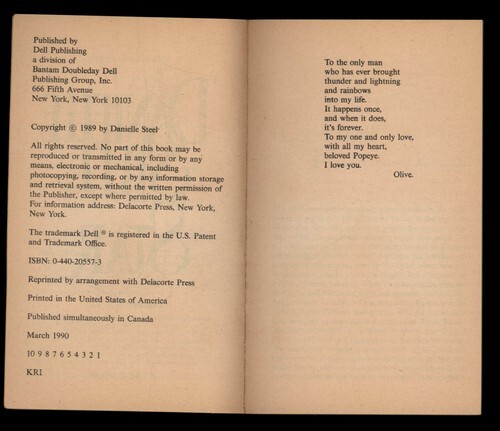 Published by
Dell Publishing
a division of
Bantam Doubleday Dell
Publishing Group, Inc.
666 Fifth Avenue
New York, New York 10103
Copyright © 1989 by Danielle Steel
All rights reserved. No part of this book may be
reproduced or transmitted in any form or by any
means, electronic or mechanical, including
photocopying, recording, or by any information storage
and retrieval system, without the written permission of
the Publisher, except where permitted by law.
For information address: Delacorte Press, New York,
New York.
The trademark Dell ® is registered in the U.S. Patent
and Trademark Office.
ISBN: 0-440-20557-3
Reprinted by arrangement with Delacorte Press
Printed in the United States of America
Published simultaneously in Canada
March 1990
10 9 8 7 6 5 4 3 2 1
KRI
To the only man
who has ever brought
thunder and lightning
and rainbows
into my life.
It happens once,
and when it does,
it's forever.
To my one and only love,
with all my heart,
beloved Popeye.
I love you.
Olive.